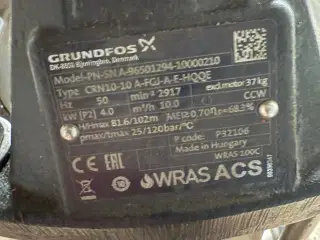 GRUNDFOS
DK-8850 Bjerringbro, Denmark
Model-PN-SN A-96501294-10000210
Type CRN10-10 A-FGJ-A-E-HQQE
Hz 50 min⁻¹ 2917 excl.motor 37kg
kW (P2) 4.0 m³/h 10.0 CCW
H/Hmax 81.6/102m MEI≥0.70 η=68.3%
pmax/tmax 25/120bar/°C
Made in Hungary P P32106
WRAS 100C
WRAS ACS